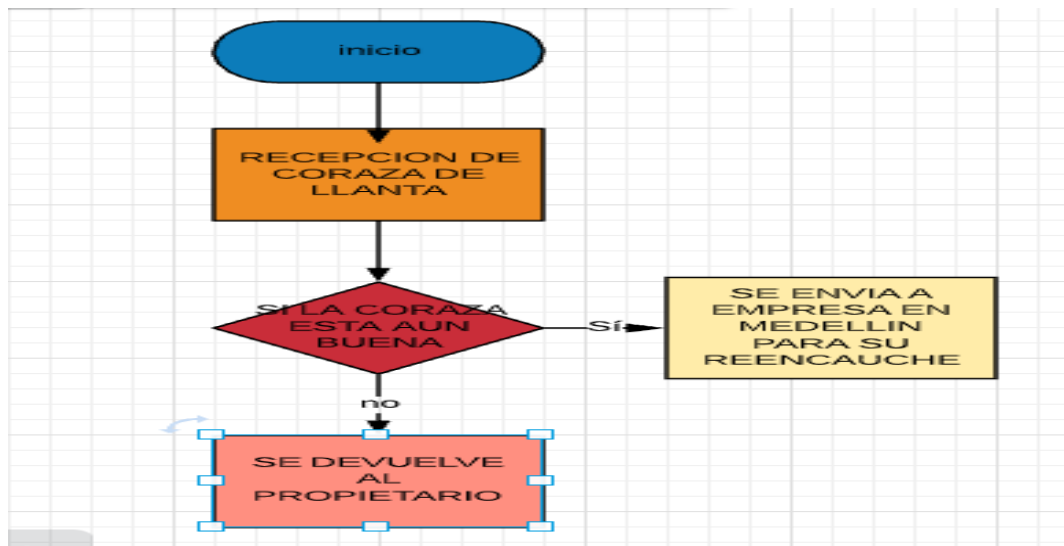 inicio
RECEPCION DE
CORAZA DE
LLANTA
SI LA CORAZA
ESTA AUN
BUENA
Sí
SE ENVIA A
EMPRESA EN
MEDELLIN
PARA SU
REENCAUCHE
no
SE DEVUELVE
AL
PROPIETARIO